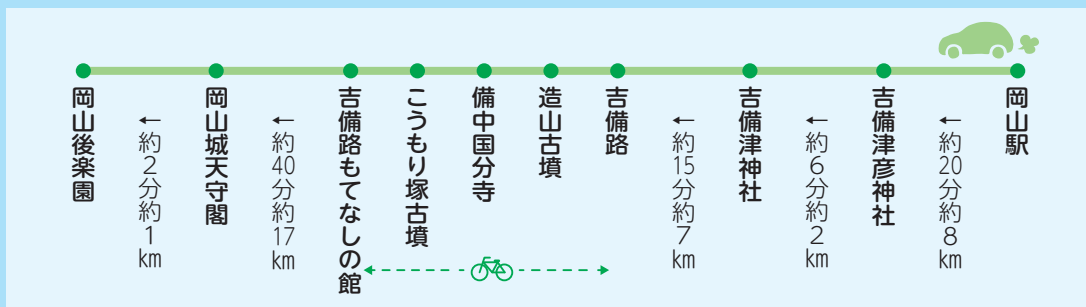 岡山駅
←約20分約8km
吉備津彦神社
←約6分約2km
吉備津神社
←約15分約7km
吉備路
造山古墳
備中国分寺
こうもり塚古墳
吉備路もてなしの館
←約40分約17km
岡山城天守閣
←約2分約1km
岡山後楽園